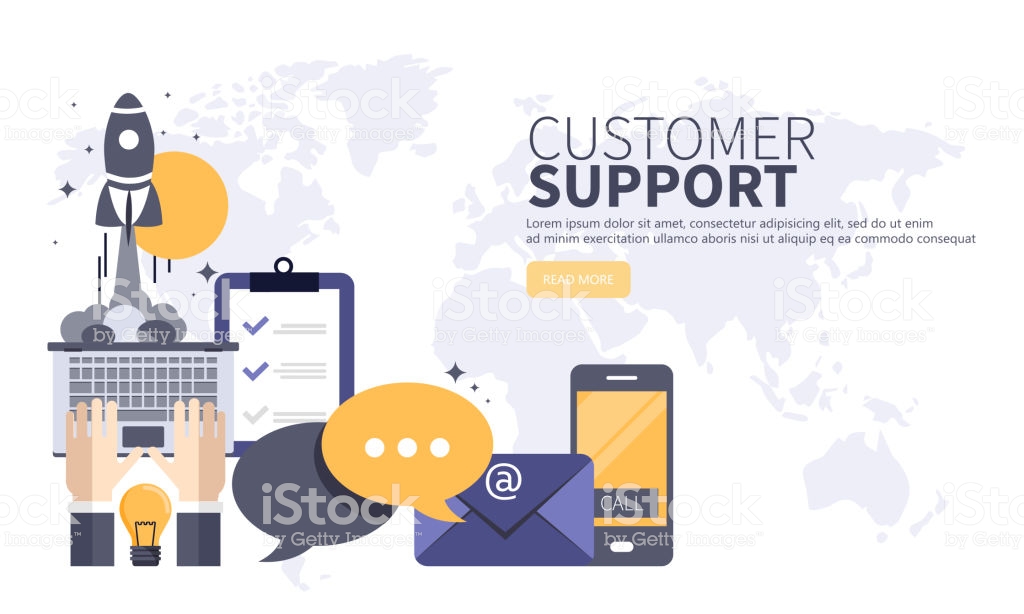 CUSTOMER
SUPPORT
Lorem ipsum dolor sit amet, consectetur adipisicing elit, sed do ut enim
ad minim exercitation ullamco aboris nisi ut aliquip eq ea commodo consequat
READ MORE
@
CALL
iStock
by Getty Images™